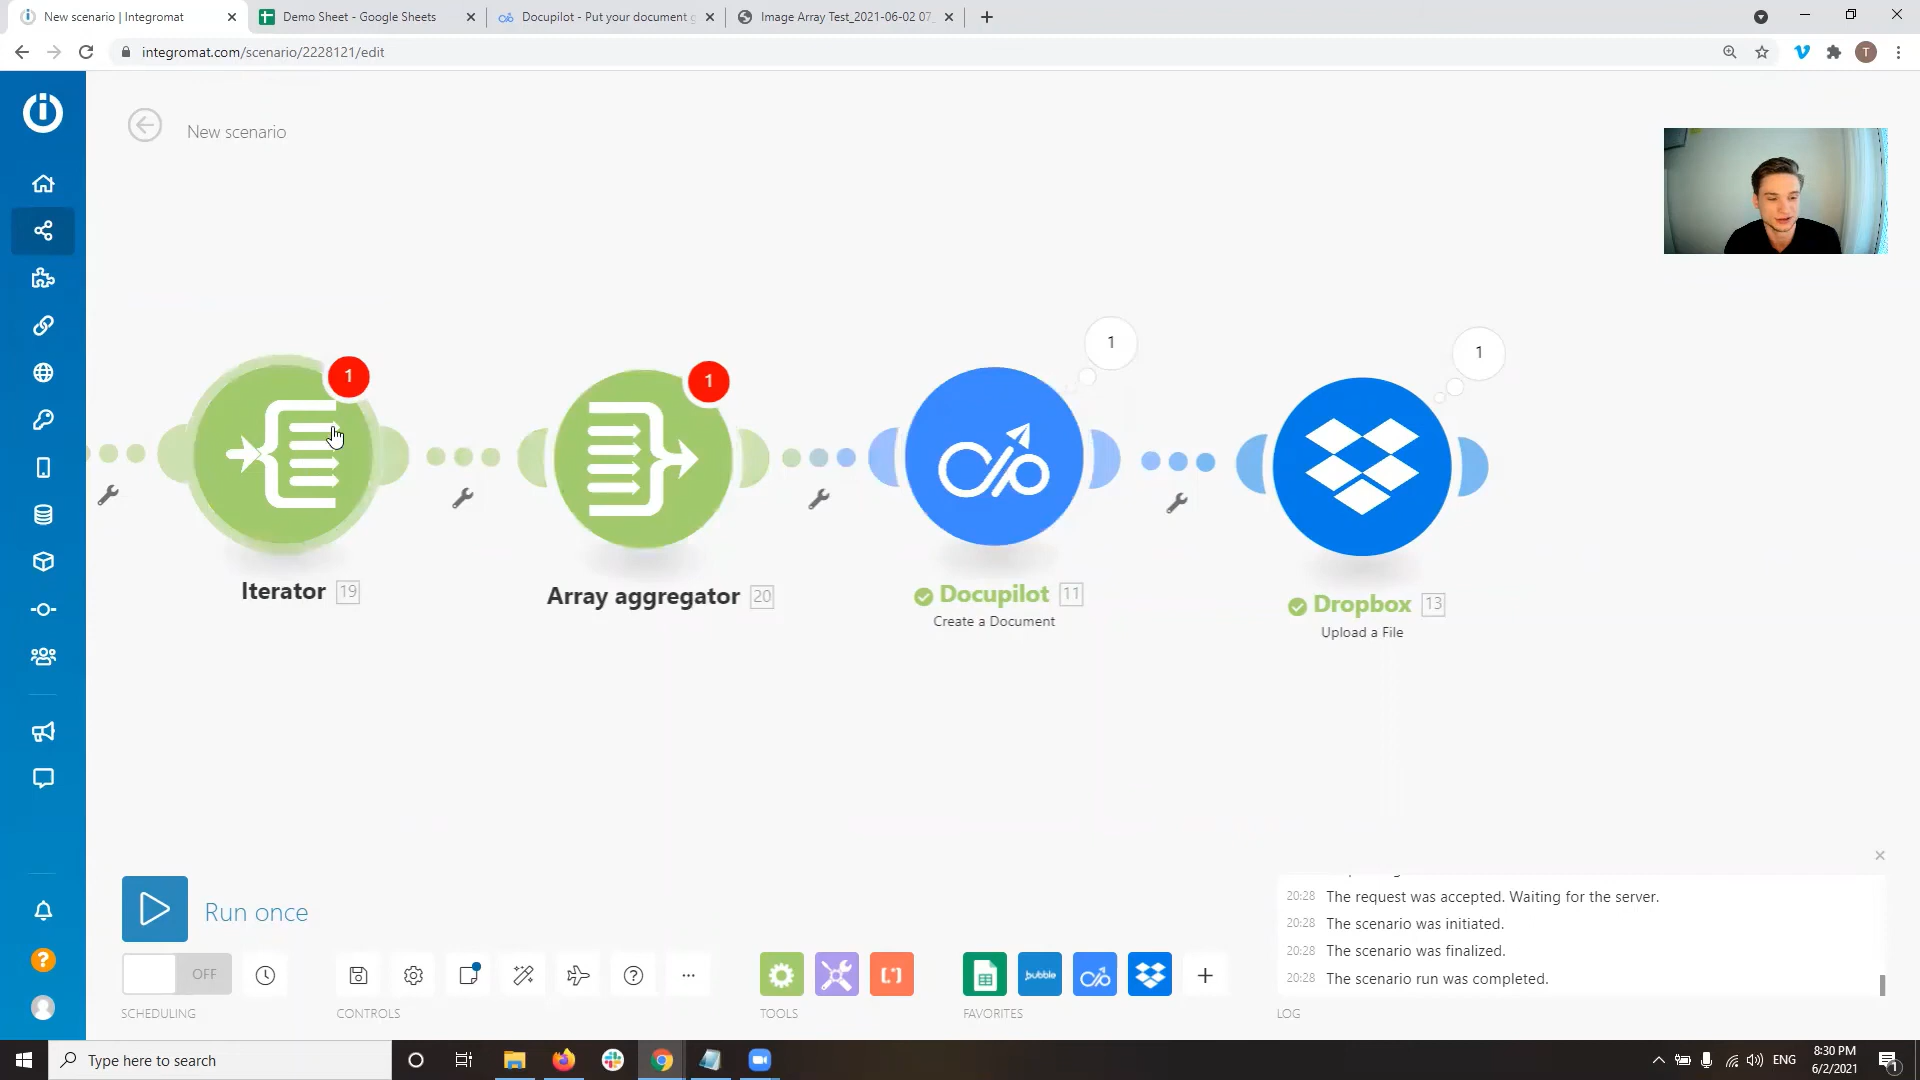 New scenario | Integromat
Demo Sheet - Google Sheets
Docupilot - Put your document
Image Array Test_2021-06-02 07
integromat.com/scenario/2228121/edit
T
New scenario
1
1
1
1
Iterator 19
Array aggregator 20
Docupilot 11
Create a Document
Dropbox 13
Upload a File
Run once
20:28 The request was accepted. Waiting for the server.
20:28 The scenario was initiated.
20:28 The scenario was finalized.
20:28 The scenario run was completed.
OFF
bubble
SCHEDULING
CONTROLS
TOOLS
FAVORITES
LOG
Type here to search
ENG
8:30 PM
6/2/2021
1